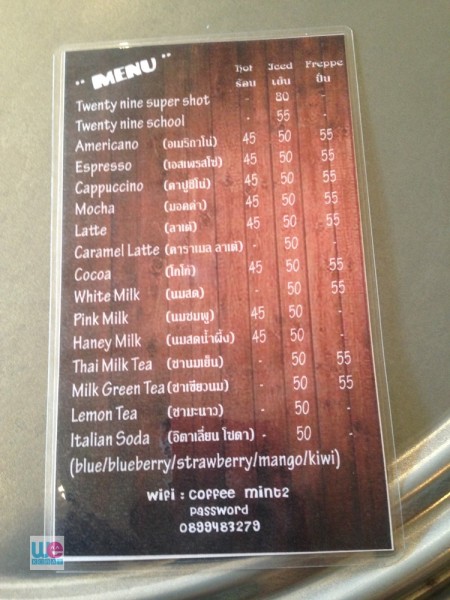 " MENU "
Hot Iced Freppe
ร้อน เย็น ปั่น
Twenty nine super shot - 80 -
Twenty nine school - 55 -
Americano (อเมริกาโน่) 45 50 55
Espresso (เอสเพรสโซ่) 45 50 55
Cappuccino (คาปูชิโน่) 45 50 55
Mocha (มอคค่า) 45 50 55
Latte (ลาเต้) 45 50 55
Caramel Latte (คาราเมล ลาเต้) - 50 -
Cocoa (โกโก้) 45 50 55
White Milk (นมสด) - 50 55
Pink Milk (นมชมพู) 45 50 -
Haney Milk (นมสดน้ำผึ้ง) 45 50 -
Thai Milk Tea (ชานมเย็น) - 50 55
Milk Green Tea (ชาเขียวนม) - 50 55
Lemon Tea (ชามะนาว) - 50 -
Italian Soda (อิตาเลี่ยน โซดา) - 50 -
(blue/blueberry/strawberry/mango/kiwi)
wifi : coffee mint2
password
0899483279
we